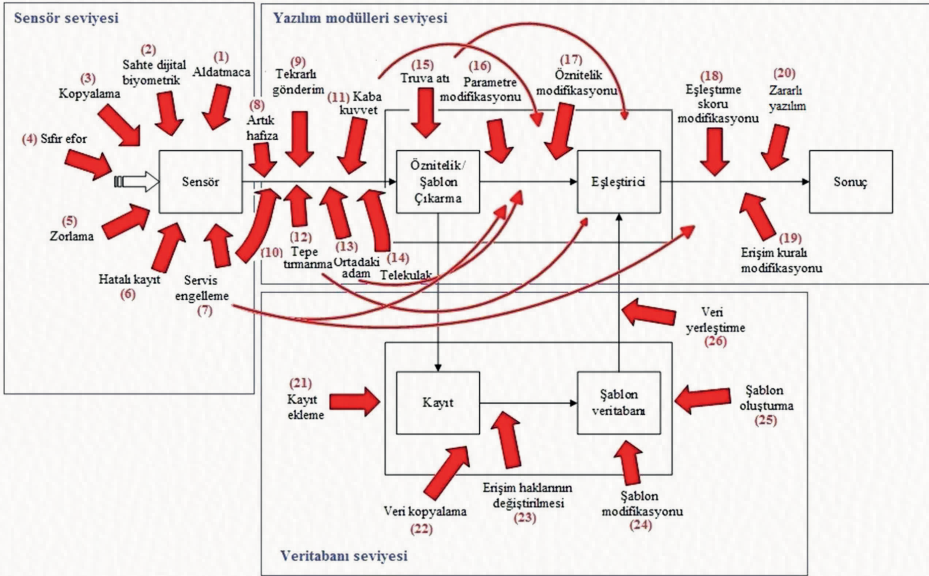 Sensör seviyesi
(1)
Aldatmaca
(2)
Sahte dijital
biyometrik
(3)
Kopyalama
(4) Sıfır efor
Sensör
(5)
Zorlama
Hatalı kayıt
(6)
Servis
engelleme
(7)
Yazılım modülleri seviyesi
(8)
Artık
hafıza
(9)
Tekrarlı
gönderim
(10)
(11) Kaba
kuvvet
(12)
Tepe
tırmanma
(13)
Ortadaki
adam
(14)
Telekulak
(15)
Truva atı
(16)
Parametre
modifikasyonu
(17)
Öznitelik
modifikasyonu
Öznitelik/
Şablon
Çıkarma
Eşleştirici
(18)
Eşleştirme
skoru
modifikasyonu
(20)
Zararlı
yazılım
Sonuç
(19)
Erişim kuralı
modifikasyonu
Veri
yerleştirme
(26)
(21)
Kayıt
ekleme
Kayıt
Şablon
veritabanı
Şablon
oluşturma
(25)
Veri kopyalama
(22)
Erişim haklarının
değiştirilmesi
(23)
Şablon
modifikasyonu
(24)
Veritabanı seviyesi